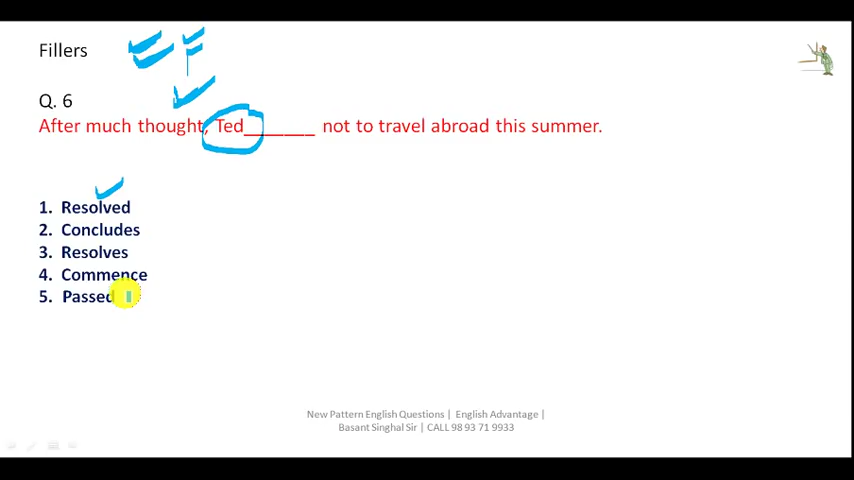 Fillers
Q. 6
After much thought, Ted_______ not to travel abroad this summer.
1. Resolved
2. Concludes
3. Resolves
4. Commence
5. Passed
New Pattern English Questions | English Advantage |
Basant Singhal Sir | CALL 98 93 71 9933